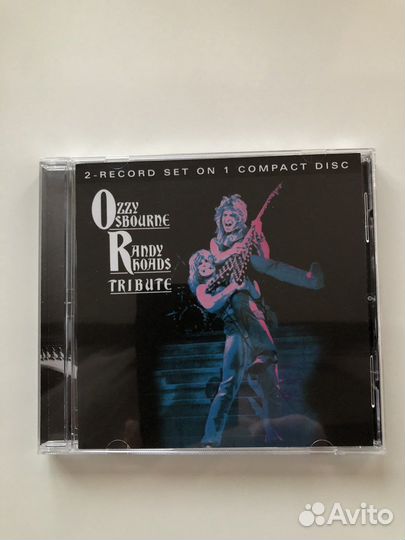 2-RECORD SET ON 1 COMPACT DISC
OZZY
OSBOURNE
RANDY
RHOADS
TRIBUTE
Avito